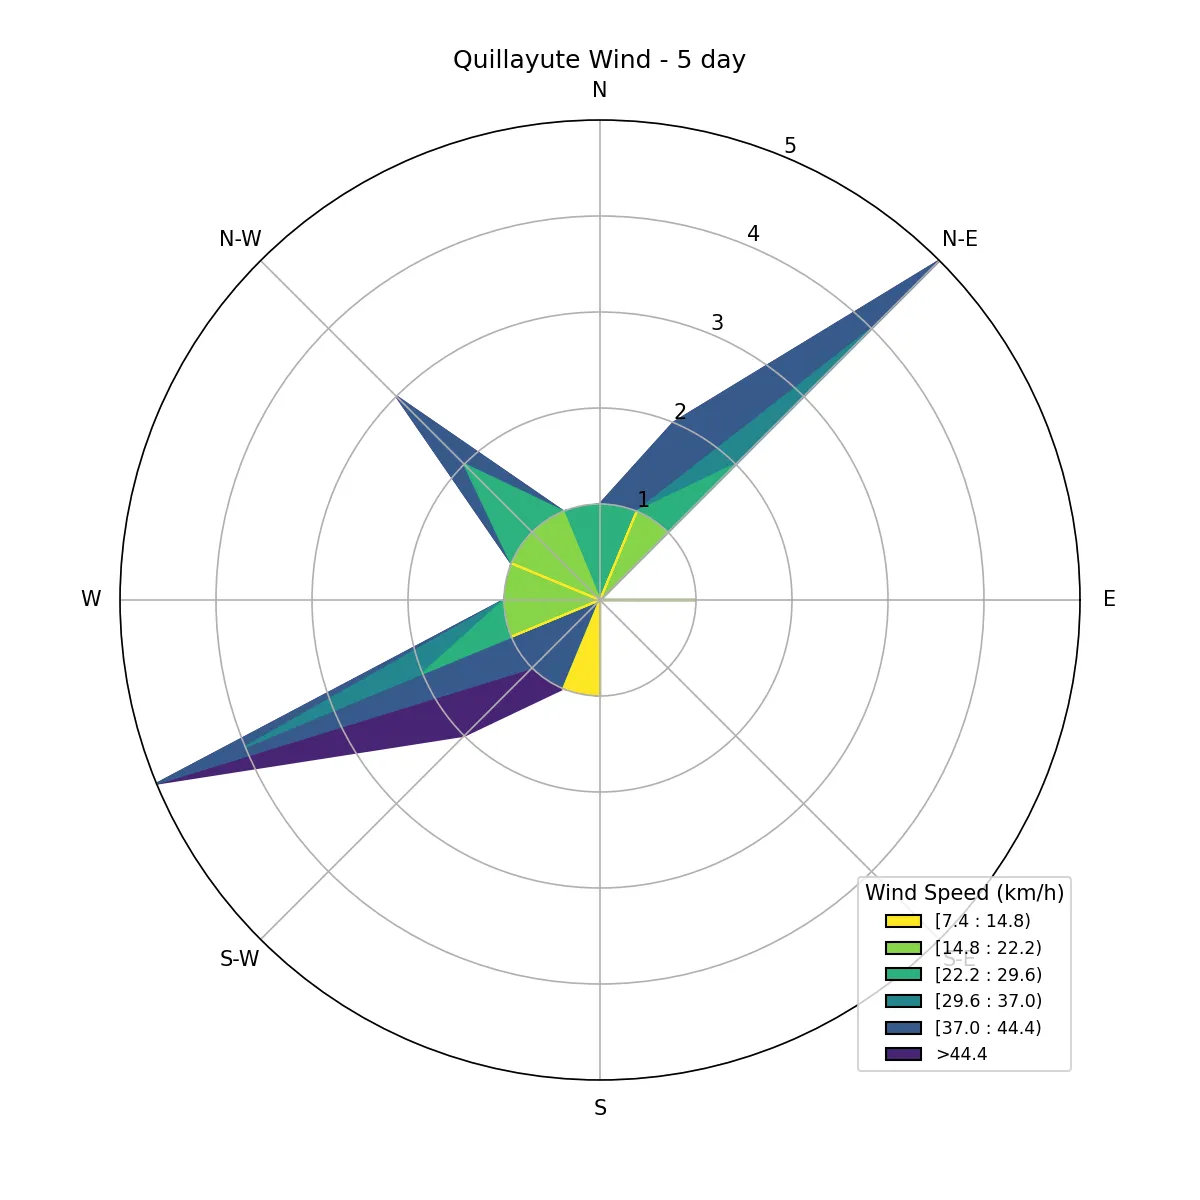 Quillayute Wind - 5 day
N
5
N-W
4
N-E
3
2
1
W
E
S-W
S-E
S
Wind Speed (km/h)
[7.4 : 14.8)
[14.8 : 22.2)
[22.2 : 29.6)
[29.6 : 37.0)
[37.0 : 44.4)
>44.4